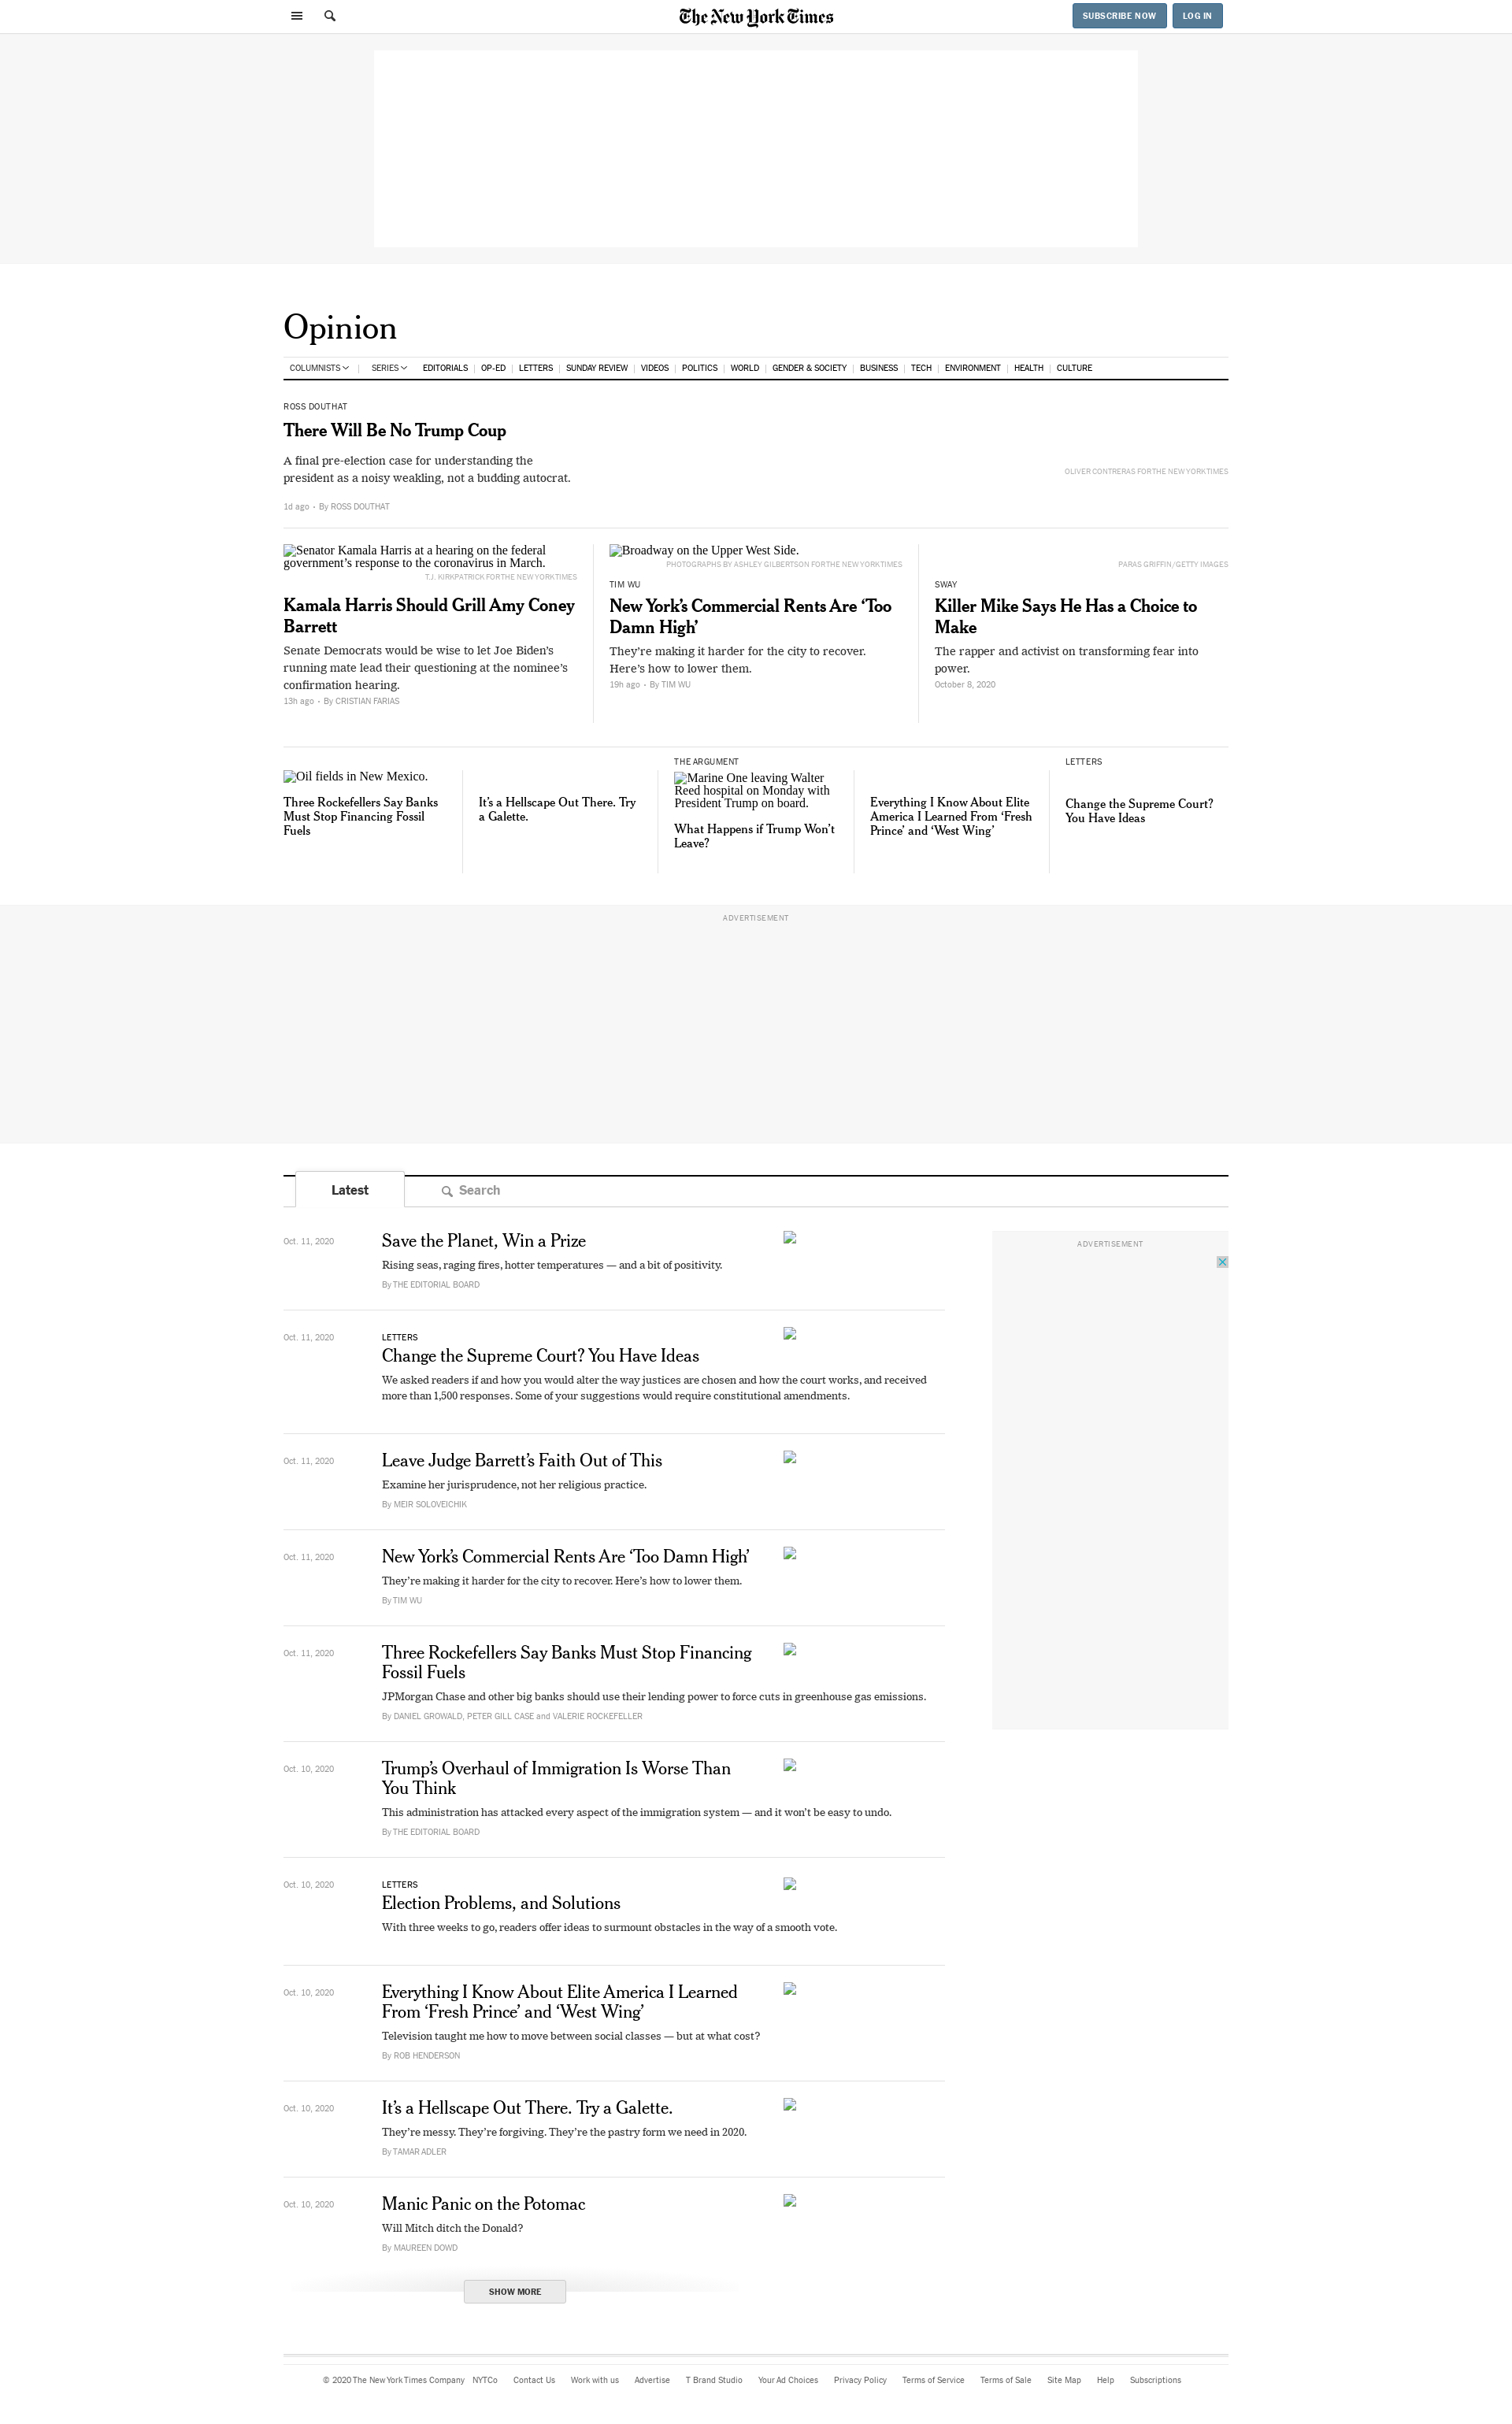 The New York Times
SUBSCRIBE NOW
LOG IN
Opinion
COLUMNISTS
SERIES
EDITORIALS
OP-ED
LETTERS
SUNDAY REVIEW
VIDEOS
POLITICS
WORLD
GENDER & SOCIETY
BUSINESS
TECH
ENVIRONMENT
HEALTH
CULTURE
ROSS DOUTHAT
There Will Be No Trump Coup
A final pre-election case for understanding the
president as a noisy weakling, not a budding autocrat.
1d ago • By ROSS DOUTHAT
OLIVER CONTRERAS FOR THE NEW YORK TIMES
Senator Kamala Harris at a hearing on the federal
government’s response to the coronavirus in March.
T.J. KIRKPATRICK FOR THE NEW YORK TIMES
Kamala Harris Should Grill Amy Coney
Barrett
Senate Democrats would be wise to let Joe Biden’s
running mate lead their questioning at the nominee’s
confirmation hearing.
13h ago • By CRISTIAN FARIAS
Broadway on the Upper West Side.
PHOTOGRAPHS BY ASHLEY GILBERTSON FOR THE NEW YORK TIMES
TIM WU
New York’s Commercial Rents Are ‘Too
Damn High’
They’re making it harder for the city to recover.
Here’s how to lower them.
19h ago • By TIM WU
PARAS GRIFFIN/GETTY IMAGES
SWAY
Killer Mike Says He Has a Choice to
Make
The rapper and activist on transforming fear into
power.
October 8, 2020
Oil fields in New Mexico.
Three Rockefellers Say Banks
Must Stop Financing Fossil
Fuels
It’s a Hellscape Out There. Try
a Galette.
THE ARGUMENT
Marine One leaving Walter
Reed hospital on Monday with
President Trump on board.
What Happens if Trump Won’t
Leave?
Everything I Know About Elite
America I Learned From ‘Fresh
Prince’ and ‘West Wing’
LETTERS
Change the Supreme Court?
You Have Ideas
ADVERTISEMENT
Latest
Search
Oct. 11, 2020
Save the Planet, Win a Prize
Rising seas, raging fires, hotter temperatures — and a bit of positivity.
By THE EDITORIAL BOARD
ADVERTISEMENT
Oct. 11, 2020
LETTERS
Change the Supreme Court? You Have Ideas
We asked readers if and how you would alter the way justices are chosen and how the court works, and received
more than 1,500 responses. Some of your suggestions would require constitutional amendments.
Oct. 11, 2020
Leave Judge Barrett’s Faith Out of This
Examine her jurisprudence, not her religious practice.
By MEIR SOLOVEICHIK
Oct. 11, 2020
New York’s Commercial Rents Are ‘Too Damn High’
They’re making it harder for the city to recover. Here’s how to lower them.
By TIM WU
Oct. 11, 2020
Three Rockefellers Say Banks Must Stop Financing
Fossil Fuels
JPMorgan Chase and other big banks should use their lending power to force cuts in greenhouse gas emissions.
By DANIEL GROWALD, PETER GILL CASE and VALERIE ROCKEFELLER
Oct. 10, 2020
Trump’s Overhaul of Immigration Is Worse Than
You Think
This administration has attacked every aspect of the immigration system — and it won’t be easy to undo.
By THE EDITORIAL BOARD
Oct. 10, 2020
LETTERS
Election Problems, and Solutions
With three weeks to go, readers offer ideas to surmount obstacles in the way of a smooth vote.
Oct. 10, 2020
Everything I Know About Elite America I Learned
From ‘Fresh Prince’ and ‘West Wing’
Television taught me how to move between social classes — but at what cost?
By ROB HENDERSON
Oct. 10, 2020
It’s a Hellscape Out There. Try a Galette.
They’re messy. They’re forgiving. They’re the pastry form we need in 2020.
By TAMAR ADLER
Oct. 10, 2020
Manic Panic on the Potomac
Will Mitch ditch the Donald?
By MAUREEN DOWD
SHOW MORE
© 2020 The New York Times Company NYTCo Contact Us Work with us Advertise T Brand Studio Your Ad Choices Privacy Policy Terms of Service Terms of Sale Site Map Help Subscriptions